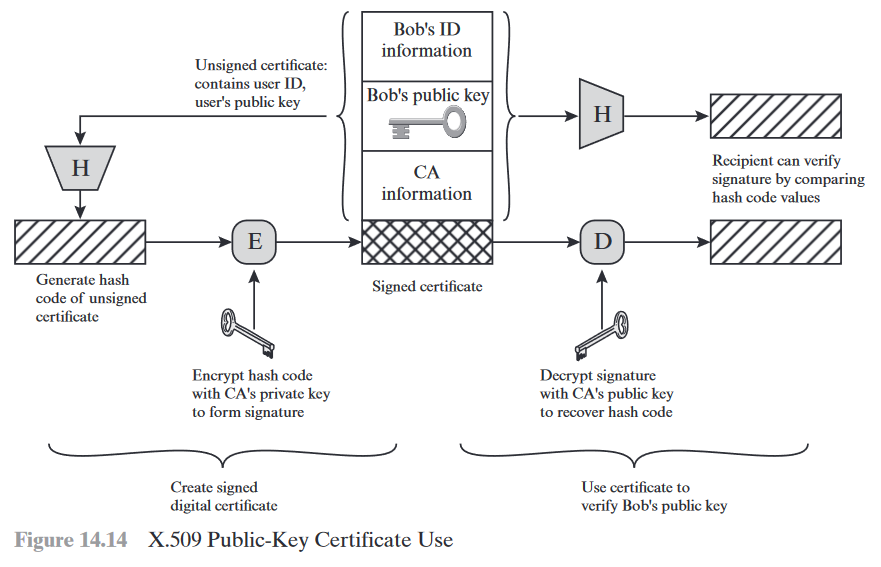 Bob's ID
information
Unsigned certificate:
contains user ID,
user's public key
Bob's public key
H
H
CA
information
Recipient can verify
signature by comparing
hash code values
E
D
Generate hash
code of unsigned
certificate
Signed certificate
Encrypt hash code
with CA's private key
to form signature
Decrypt signature
with CA's public key
to recover hash code
Create signed
digital certificate
Use certificate to
verify Bob's public key
Figure 14.14 X.509 Public-Key Certificate Use